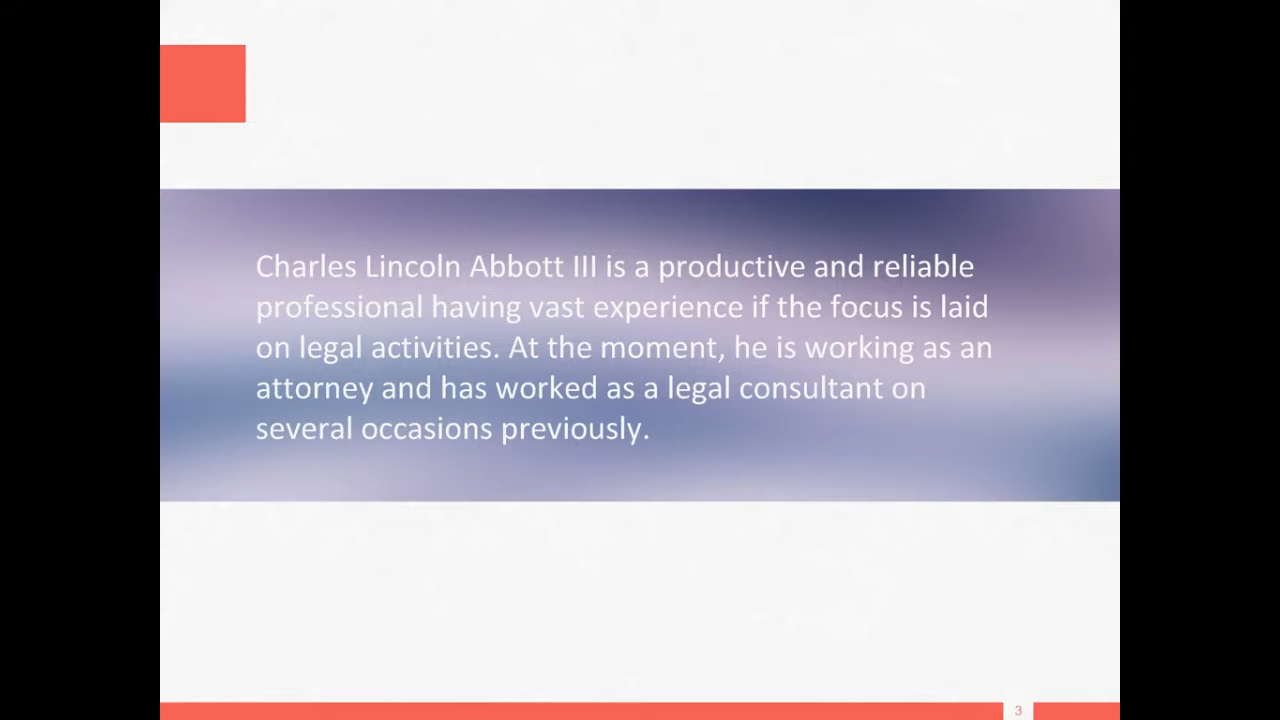 Charles Lincoln Abbott III is a productive and reliable
professional having vast experience if the focus is laid
on legal activities. At the moment, he is working as an
attorney and has worked as a legal consultant on
several occasions previously.
3